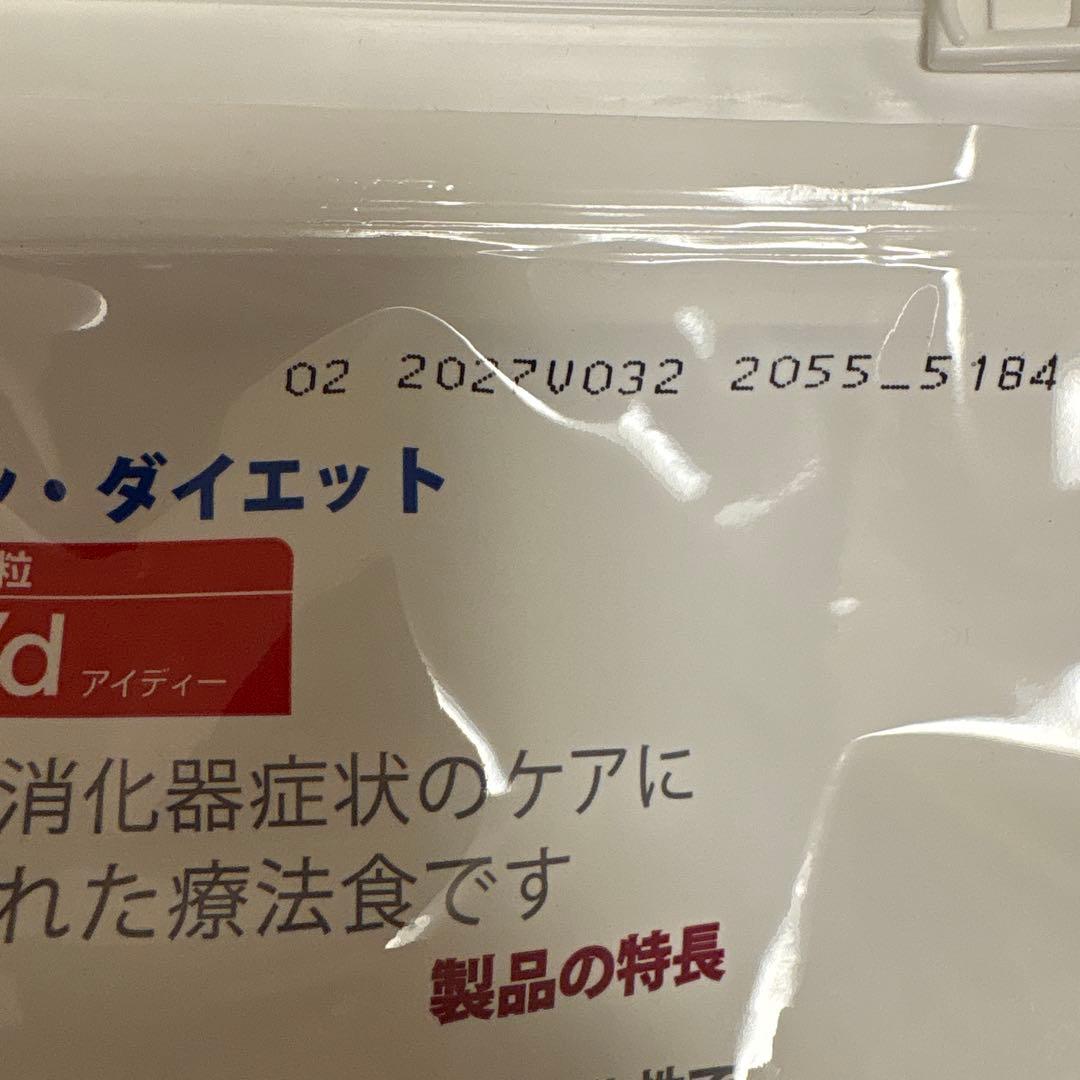 02 2027V032 2055_5184
ン・ダイエット
粒
/d アイディー
消化器症状のケアに
れた療法食です
製品の特長